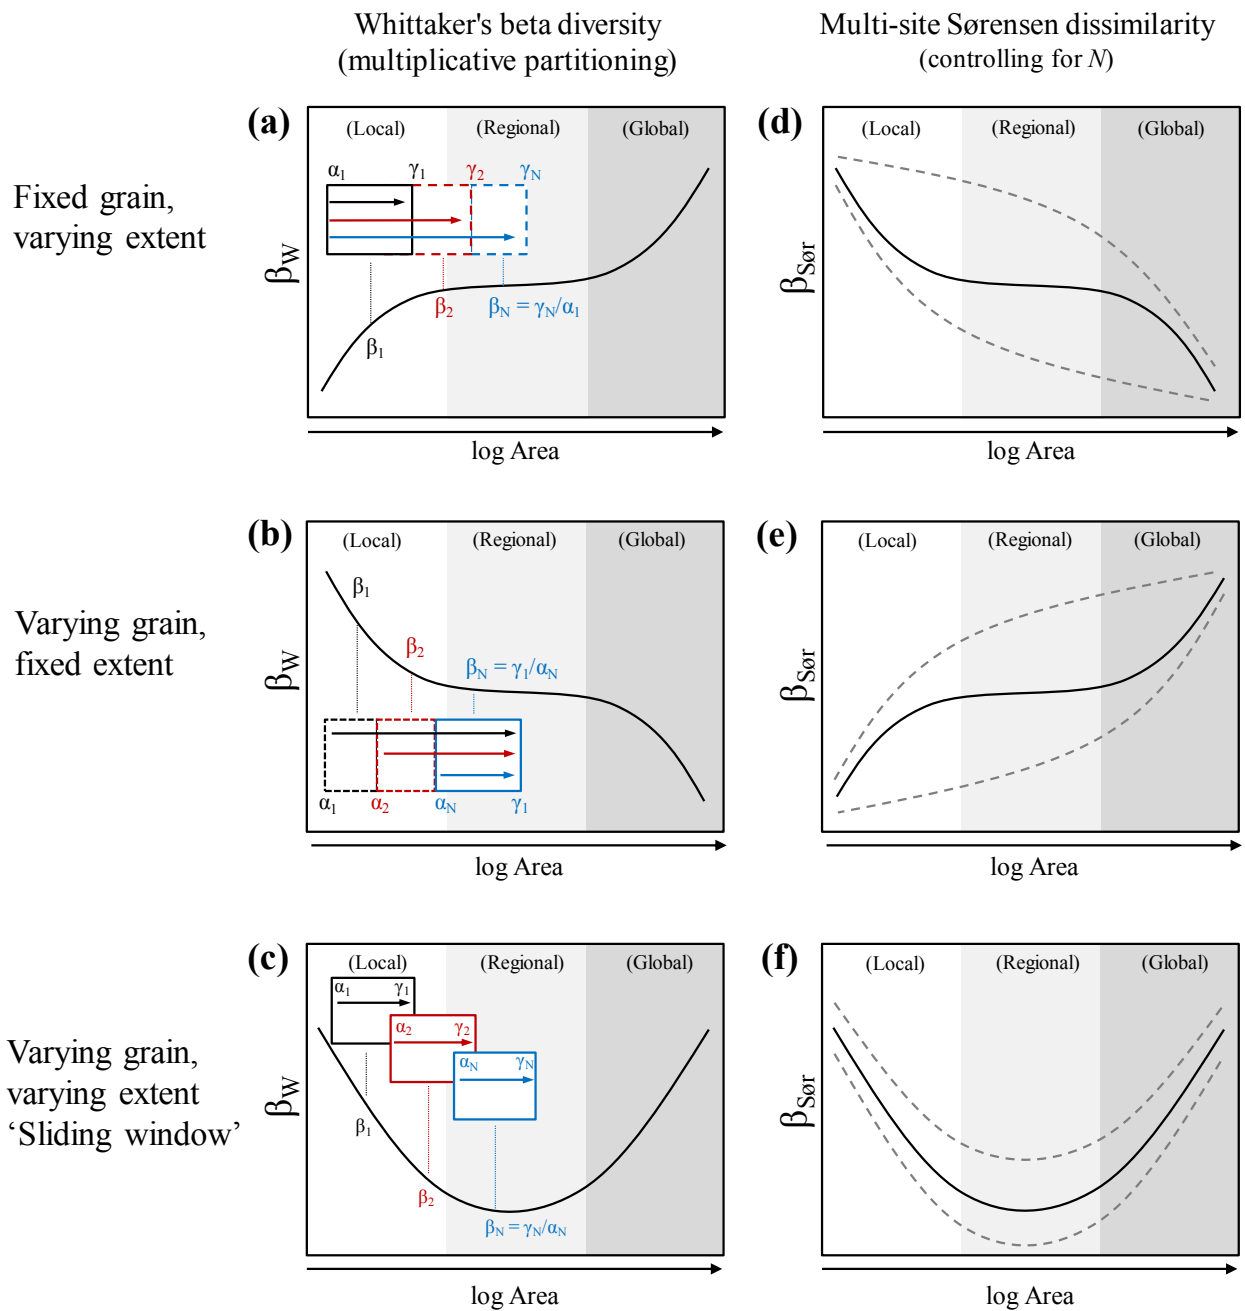 Whittaker's beta diversity
(multiplicative partitioning)
Multi-site Sørensen dissimilarity
(controlling for N)
Fixed grain,
varying extent
(a)
(Local)
(Regional)
(Global)
α1
γ1
γ2
γN
βW
β1
β2
βN = γN/α1
log Area
(d)
(Local)
(Regional)
(Global)
βSør
log Area
Varying grain,
fixed extent
(b)
(Local)
(Regional)
(Global)
β1
β2
βN = γ1/αN
βW
α1
α2
αN
γ1
log Area
(e)
(Local)
(Regional)
(Global)
βSør
log Area
Varying grain,
varying extent
‘Sliding window’
(c)
(Local)
(Regional)
(Global)
α1
γ1
α2
γ2
αN
γN
βW
β1
β2
βN = γN/αN
log Area
(f)
(Local)
(Regional)
(Global)
βSør
log Area